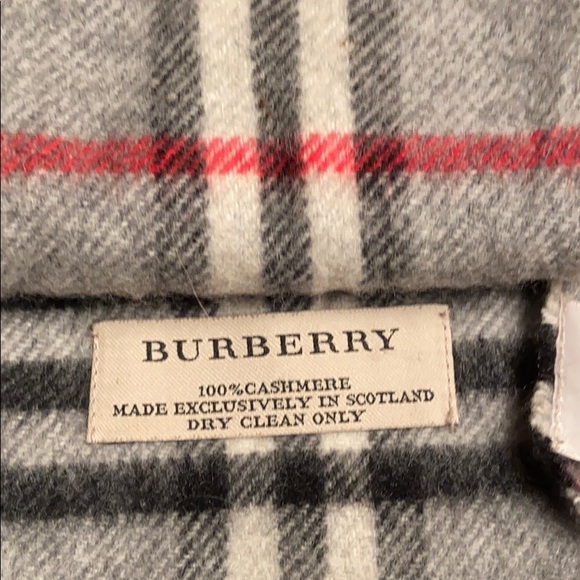 BURBERRY
100%CASHMERE
MADE EXCLUSIVELY IN SCOTLAND
DRY CLEAN ONLY